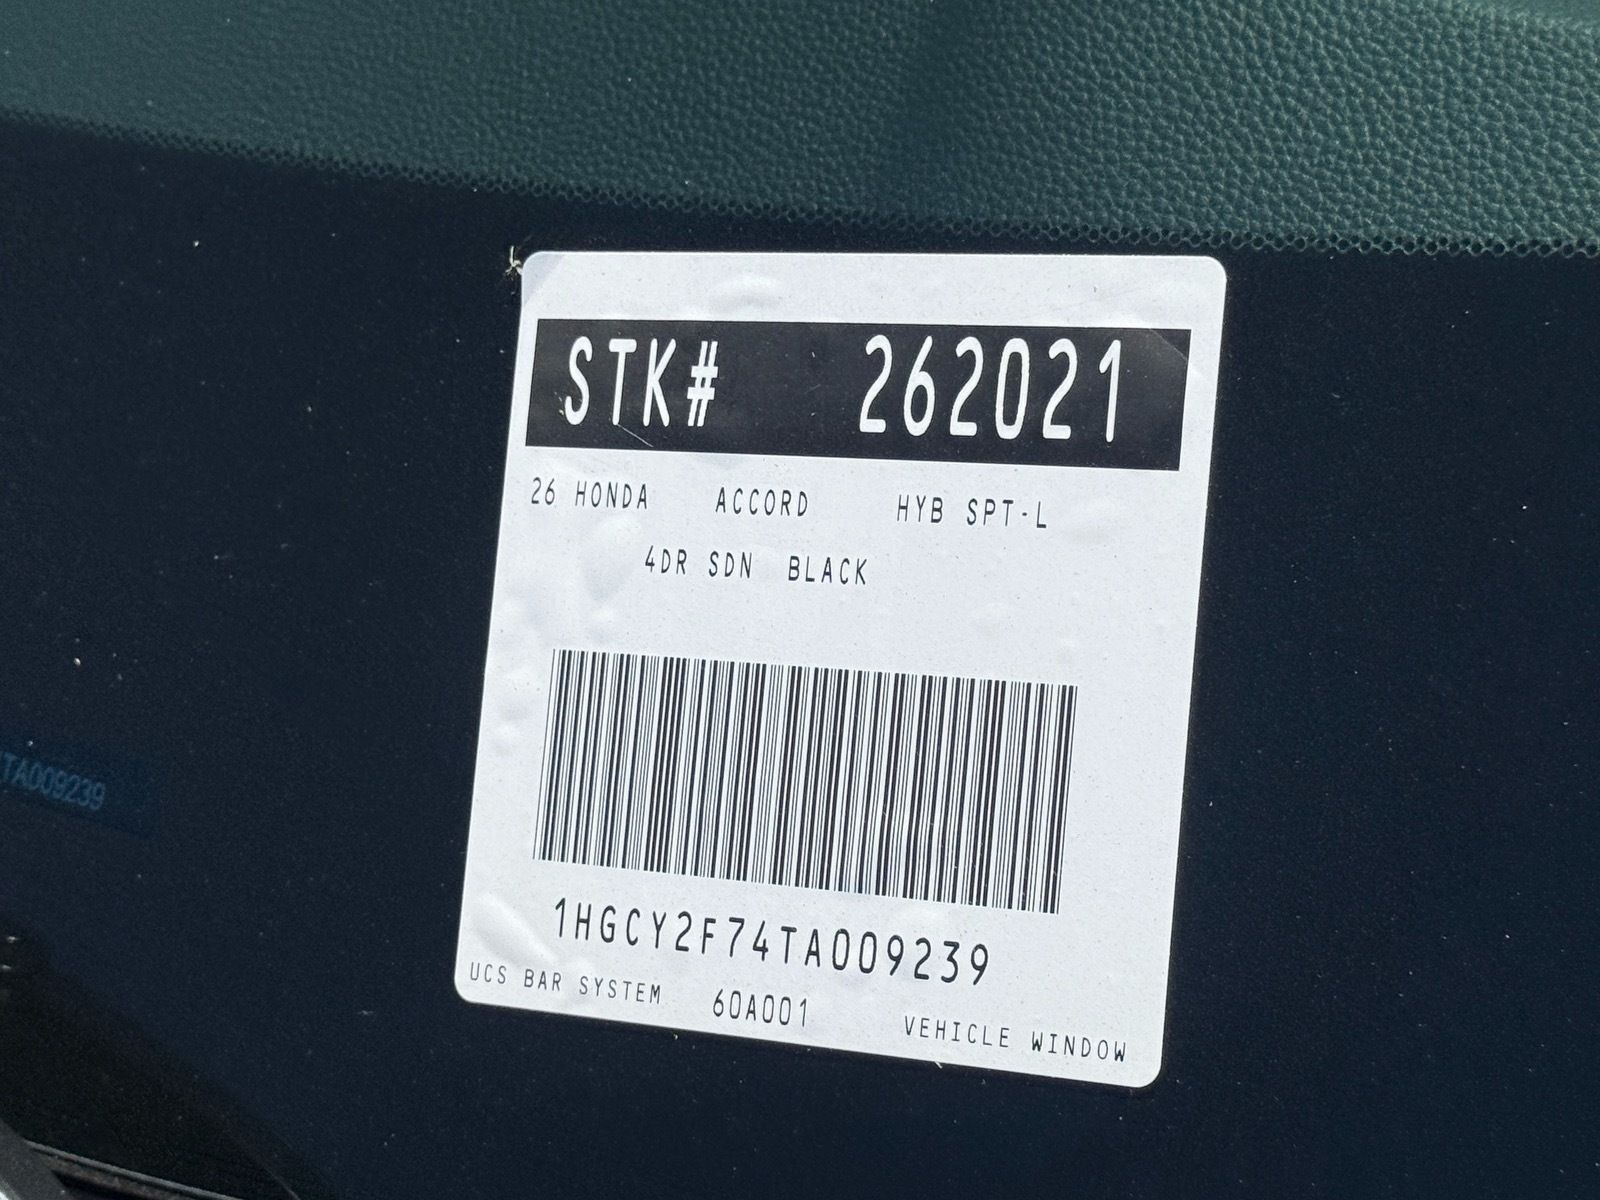 STK# 262021
26 HONDA ACCORD HYB SPT-L
4DR SDN BLACK
TA009239
1HGCY2F74TA009239
UCS BAR SYSTEM 60A001 VEHICLE WINDOW